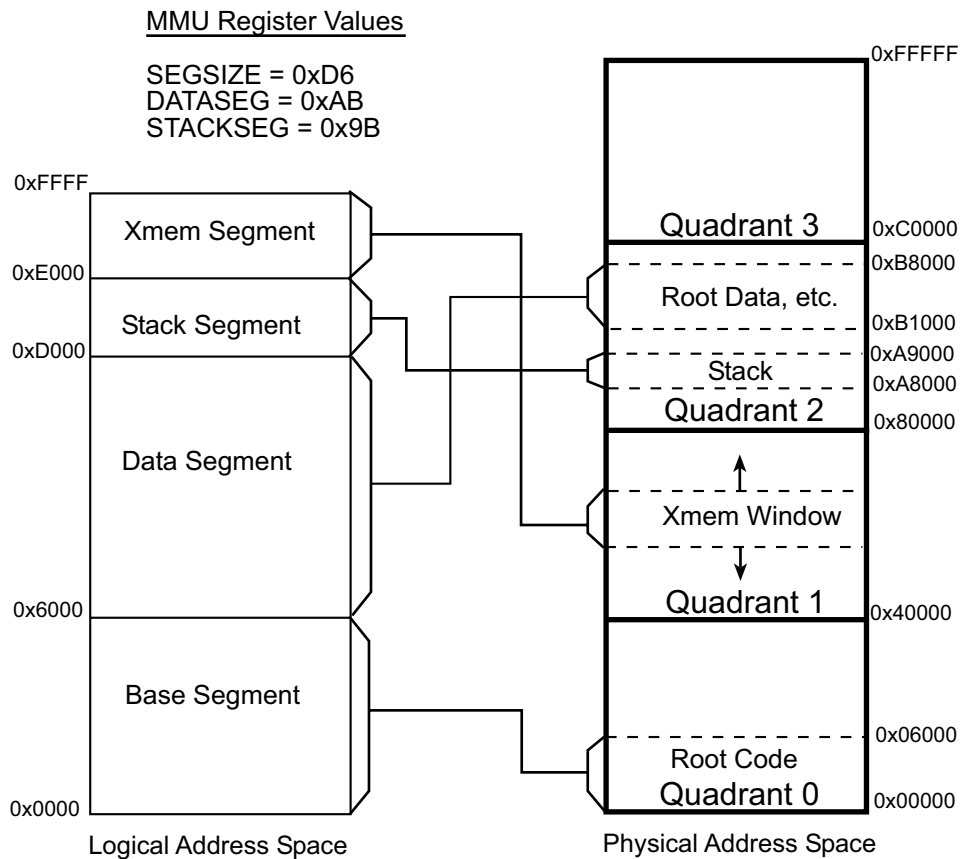 MMU Register Values
SEGSIZE = 0xD6
DATASEG = 0xAB
STACKSEG = 0x9B
0xFFFF
Xmem Segment
0xE000
Stack Segment
0xD000
Data Segment
0x6000
Base Segment
0x0000
Logical Address Space
0xFFFFF
Quadrant 3
0xC0000
0xB8000
Root Data, etc.
0xB1000
0xA9000
Stack
0xA8000
Quadrant 2
0x80000
Xmem Window
Quadrant 1
0x40000
0x06000
Root Code
Quadrant 0
0x00000
Physical Address Space